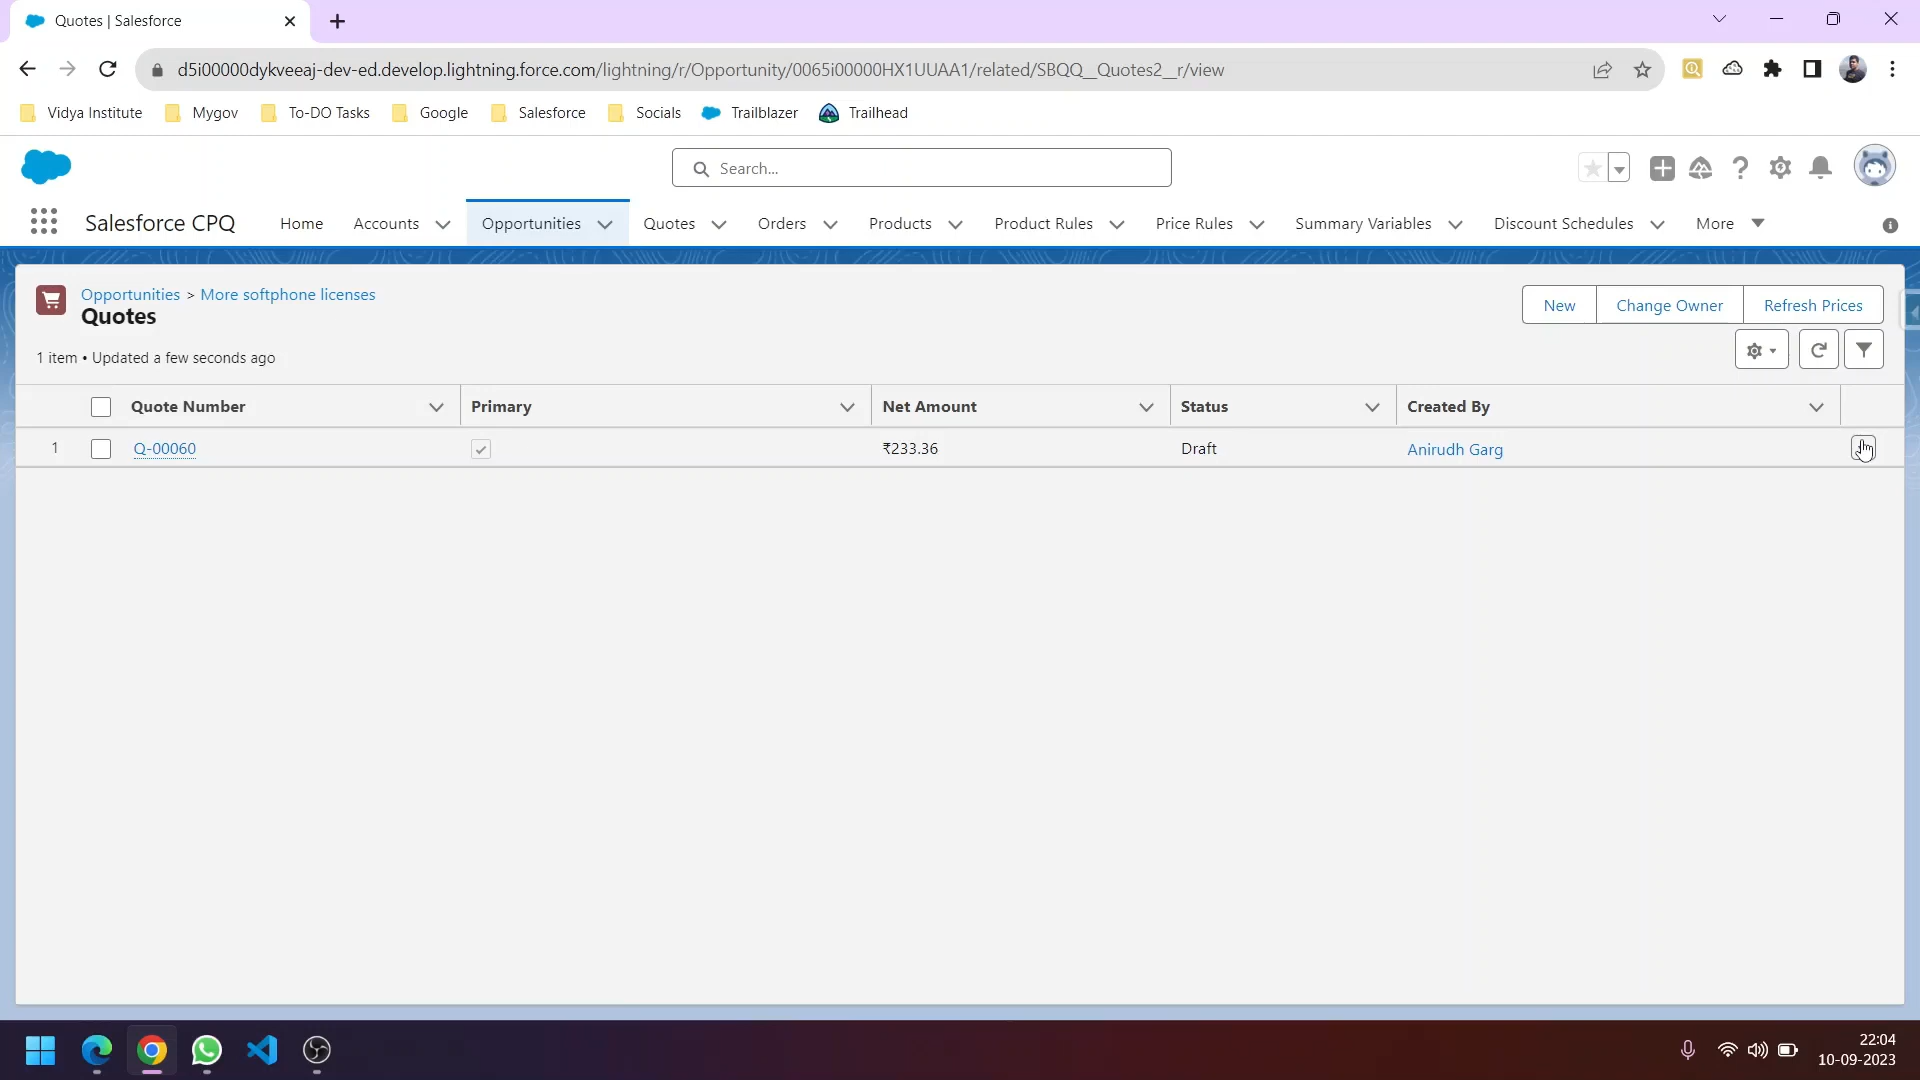 Quotes | Salesforce
d5i00000dykveeaj-dev-ed.develop.lightning.force.com/lightning/r/Opportunity/0065i00000HX1UUAA1/related/SBQQ__Quotes2__r/view
Vidya Institute Mygov To-DO Tasks Google Salesforce Socials Trailblazer Trailhead
Search...
Salesforce CPQ Home Accounts Opportunities Quotes Orders Products Product Rules Price Rules Summary Variables Discount Schedules More
Opportunities > More softphone licenses
Quotes
New Change Owner Refresh Prices
1 item • Updated a few seconds ago
Quote Number Primary Net Amount Status Created By
1 Q-00060 ₹233.36 Draft Anirudh Garg
22:04
10-09-2023